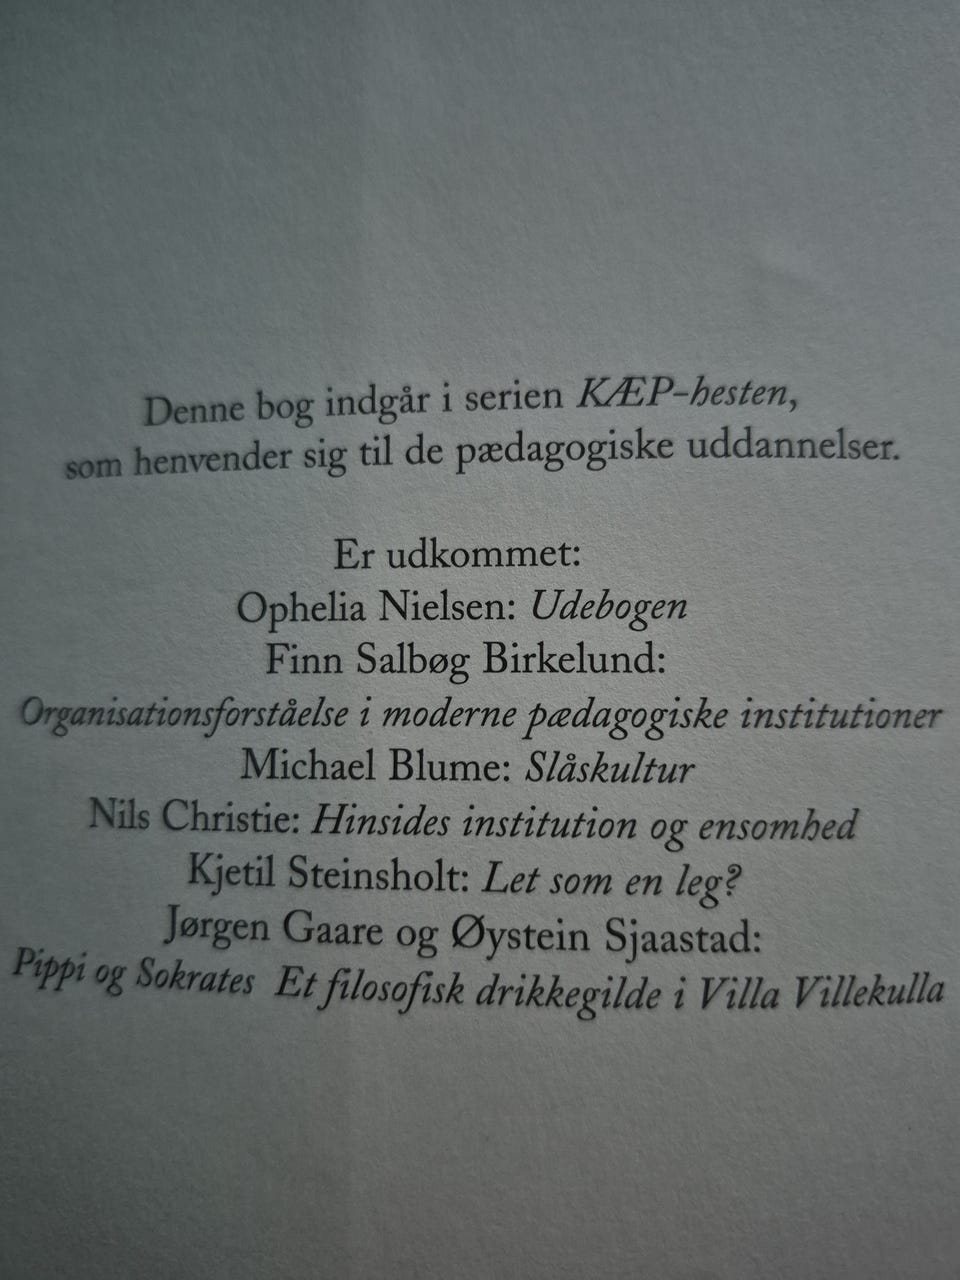 Denne bog indgår i serien KÆP-hesten,
som henvender sig til de pædagogiske uddannelser.
Er udkommet:
Ophelia Nielsen: Udebogen
Finn Salbøg Birkelund:
Organisationsforståelse i moderne pædagogiske institutioner
Michael Blume: Slåskultur
Nils Christie: Hinsides institution og ensomhed
Kjetil Steinsholt: Let som en leg?
Jørgen Gaare og Øystein Sjaastad:
Pippi og Sokrates Et filosofisk drikkegilde i Villa Villekulla